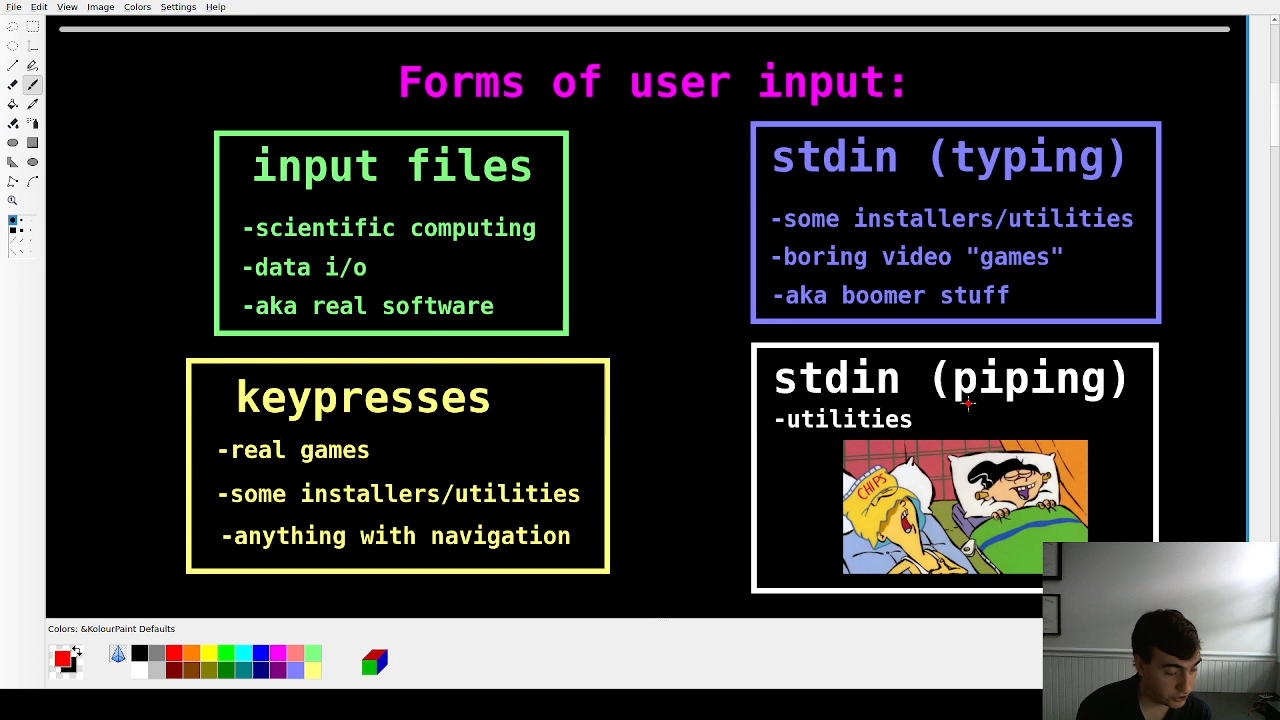 File Edit View Image Colors Settings Help
Forms of user input:
input files
-scientific computing
-data i/o
-aka real software
stdin (typing)
-some installers/utilities
-boring video "games"
-aka boomer stuff
keypresses
-real games
-some installers/utilities
-anything with navigation
stdin (piping)
-utilities
CHIPS
Colors: &KolourPaint Defaults